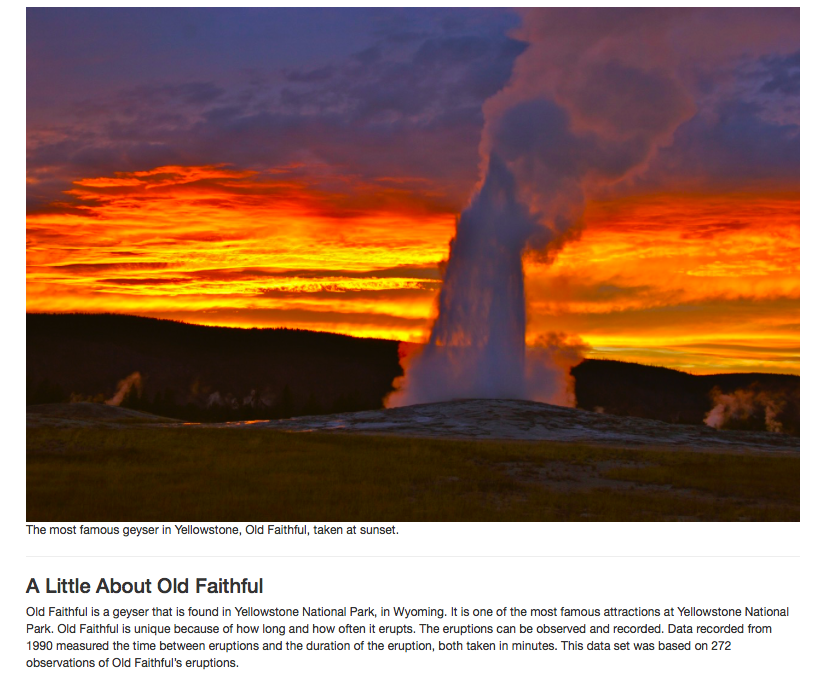 The most famous geyser in Yellowstone, Old Faithful, taken at sunset.
A Little About Old Faithful
Old Faithful is a geyser that is found in Yellowstone National Park, in Wyoming. It is one of the most famous attractions at Yellowstone National
Park. Old Faithful is unique because of how long and how often it erupts. The eruptions can be observed and recorded. Data recorded from
1990 measured the time between eruptions and the duration of the eruption, both taken in minutes. This data set was based on 272
observations of Old Faithful's eruptions.